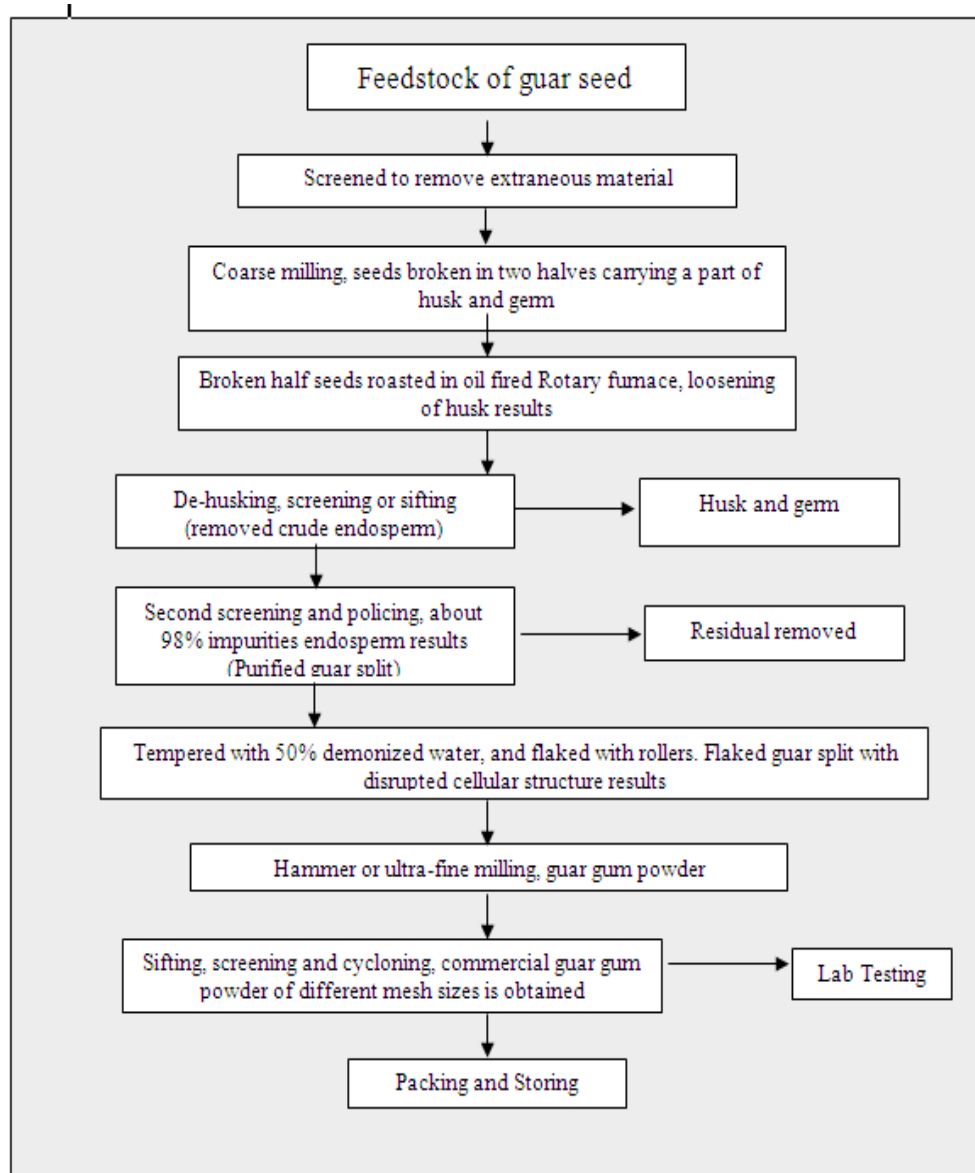 Feedstock of guar seed
Screened to remove extraneous material
Coarse milling, seeds broken in two halves carrying a part of
husk and germ
Broken half seeds roasted in oil fired Rotary furnace, loosening
of husk results
De-husking, screening or sifting
(removed crude endosperm)
Husk and germ
Second screening and policing, about
98% impurities endosperm results
(Purified guar split)
Residual removed
Tempered with 50% demonized water, and flaked with rollers. Flaked guar split with
disrupted cellular structure results
Hammer or ultra-fine milling, guar gum powder
Sifting, screening and cycloning, commercial guar gum
powder of different mesh sizes is obtained
Lab Testing
Packing and Storing